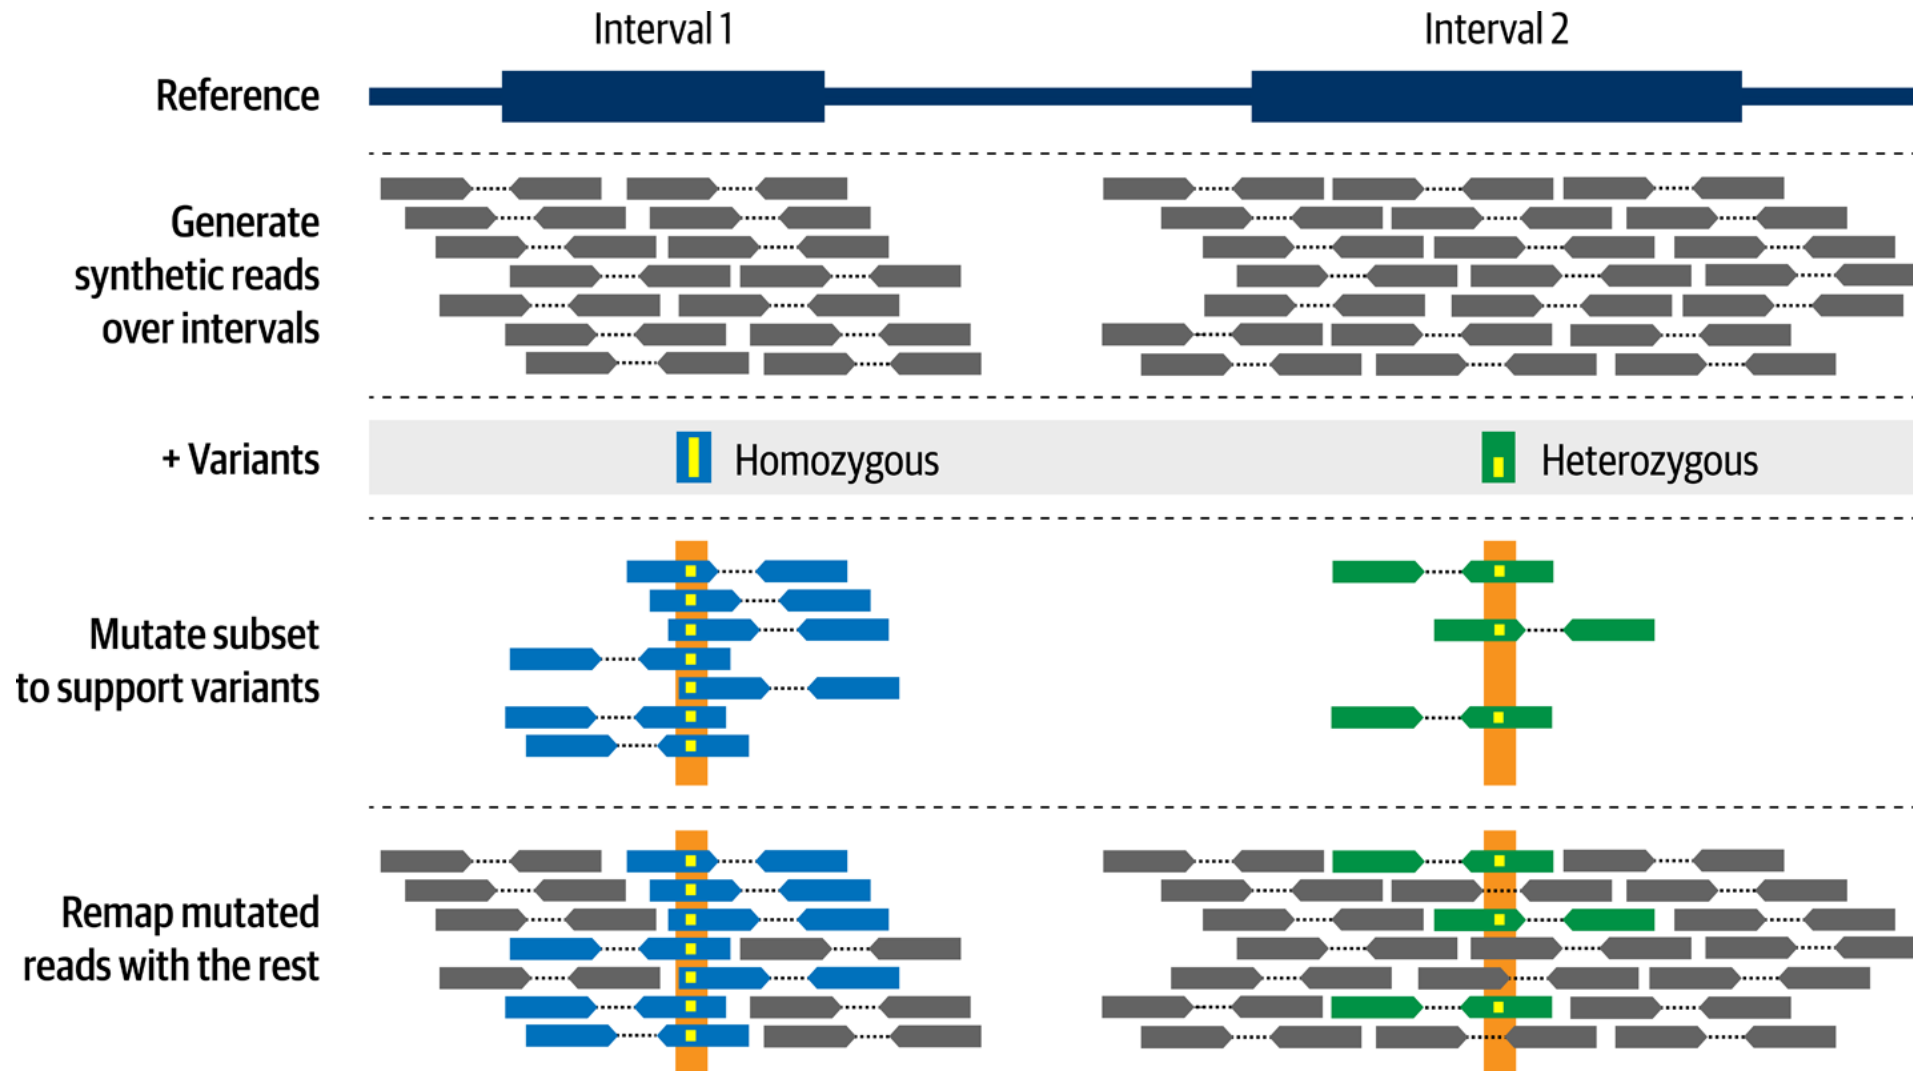 Interval 1
Interval 2
Reference
Generate
synthetic reads
over intervals
+ Variants
Homozygous
Heterozygous
Mutate subset
to support variants
Remap mutated
reads with the rest